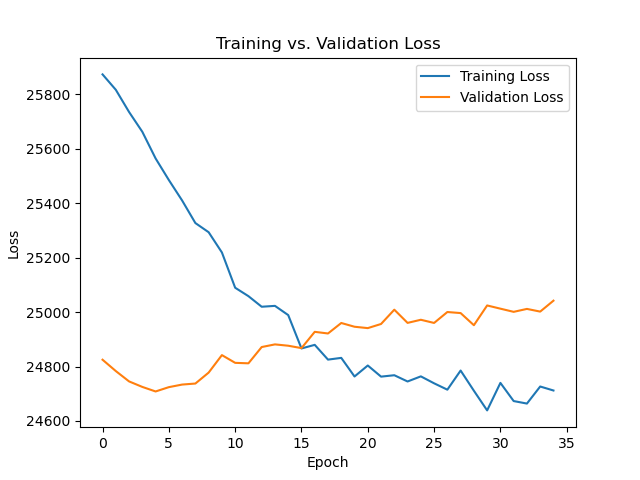 Training vs. Validation Loss
Training Loss
Validation Loss
25800
25600
25400
25200
25000
24800
24600
Loss
0 5 10 15 20 25 30 35
Epoch